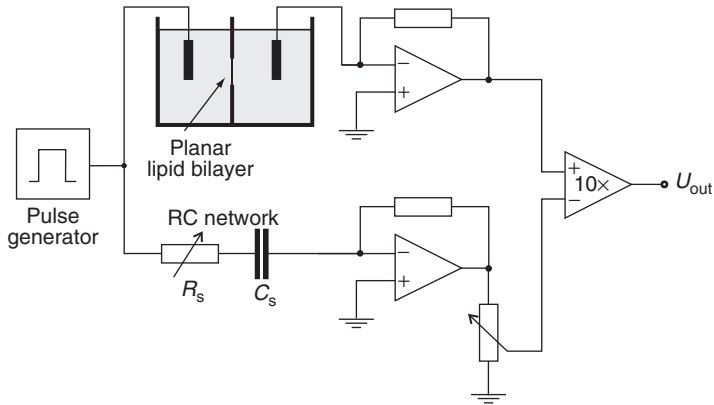 Planar
lipid bilayer
Pulse
generator
RC network
Rs
Cs
−
+
−
+
+
10×
−
Uout